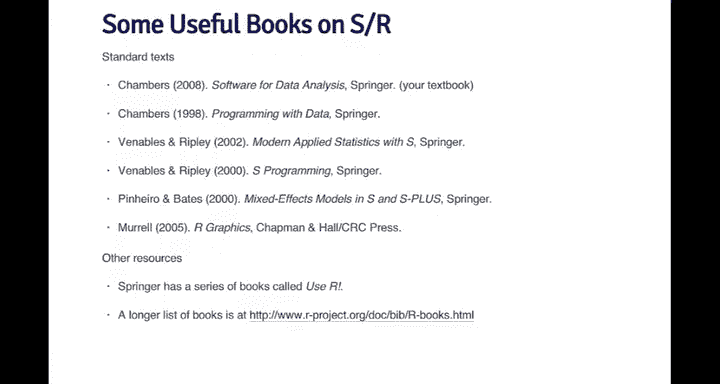 Some Useful Books on S/R
Standard texts
· Chambers (2008). Software for Data Analysis, Springer. (your textbook)
· Chambers (1998). Programming with Data, Springer.
· Venables & Ripley (2002). Modern Applied Statistics with S, Springer.
· Venables & Ripley (2000). S Programming, Springer.
· Pinheiro & Bates (2000). Mixed-Effects Models in S and S-PLUS, Springer.
· Murrell (2005). R Graphics, Chapman & Hall/CRC Press.
Other resources
· Springer has a series of books called Use R!.
· A longer list of books is at http://www.r-project.org/doc/bib/R-books.html